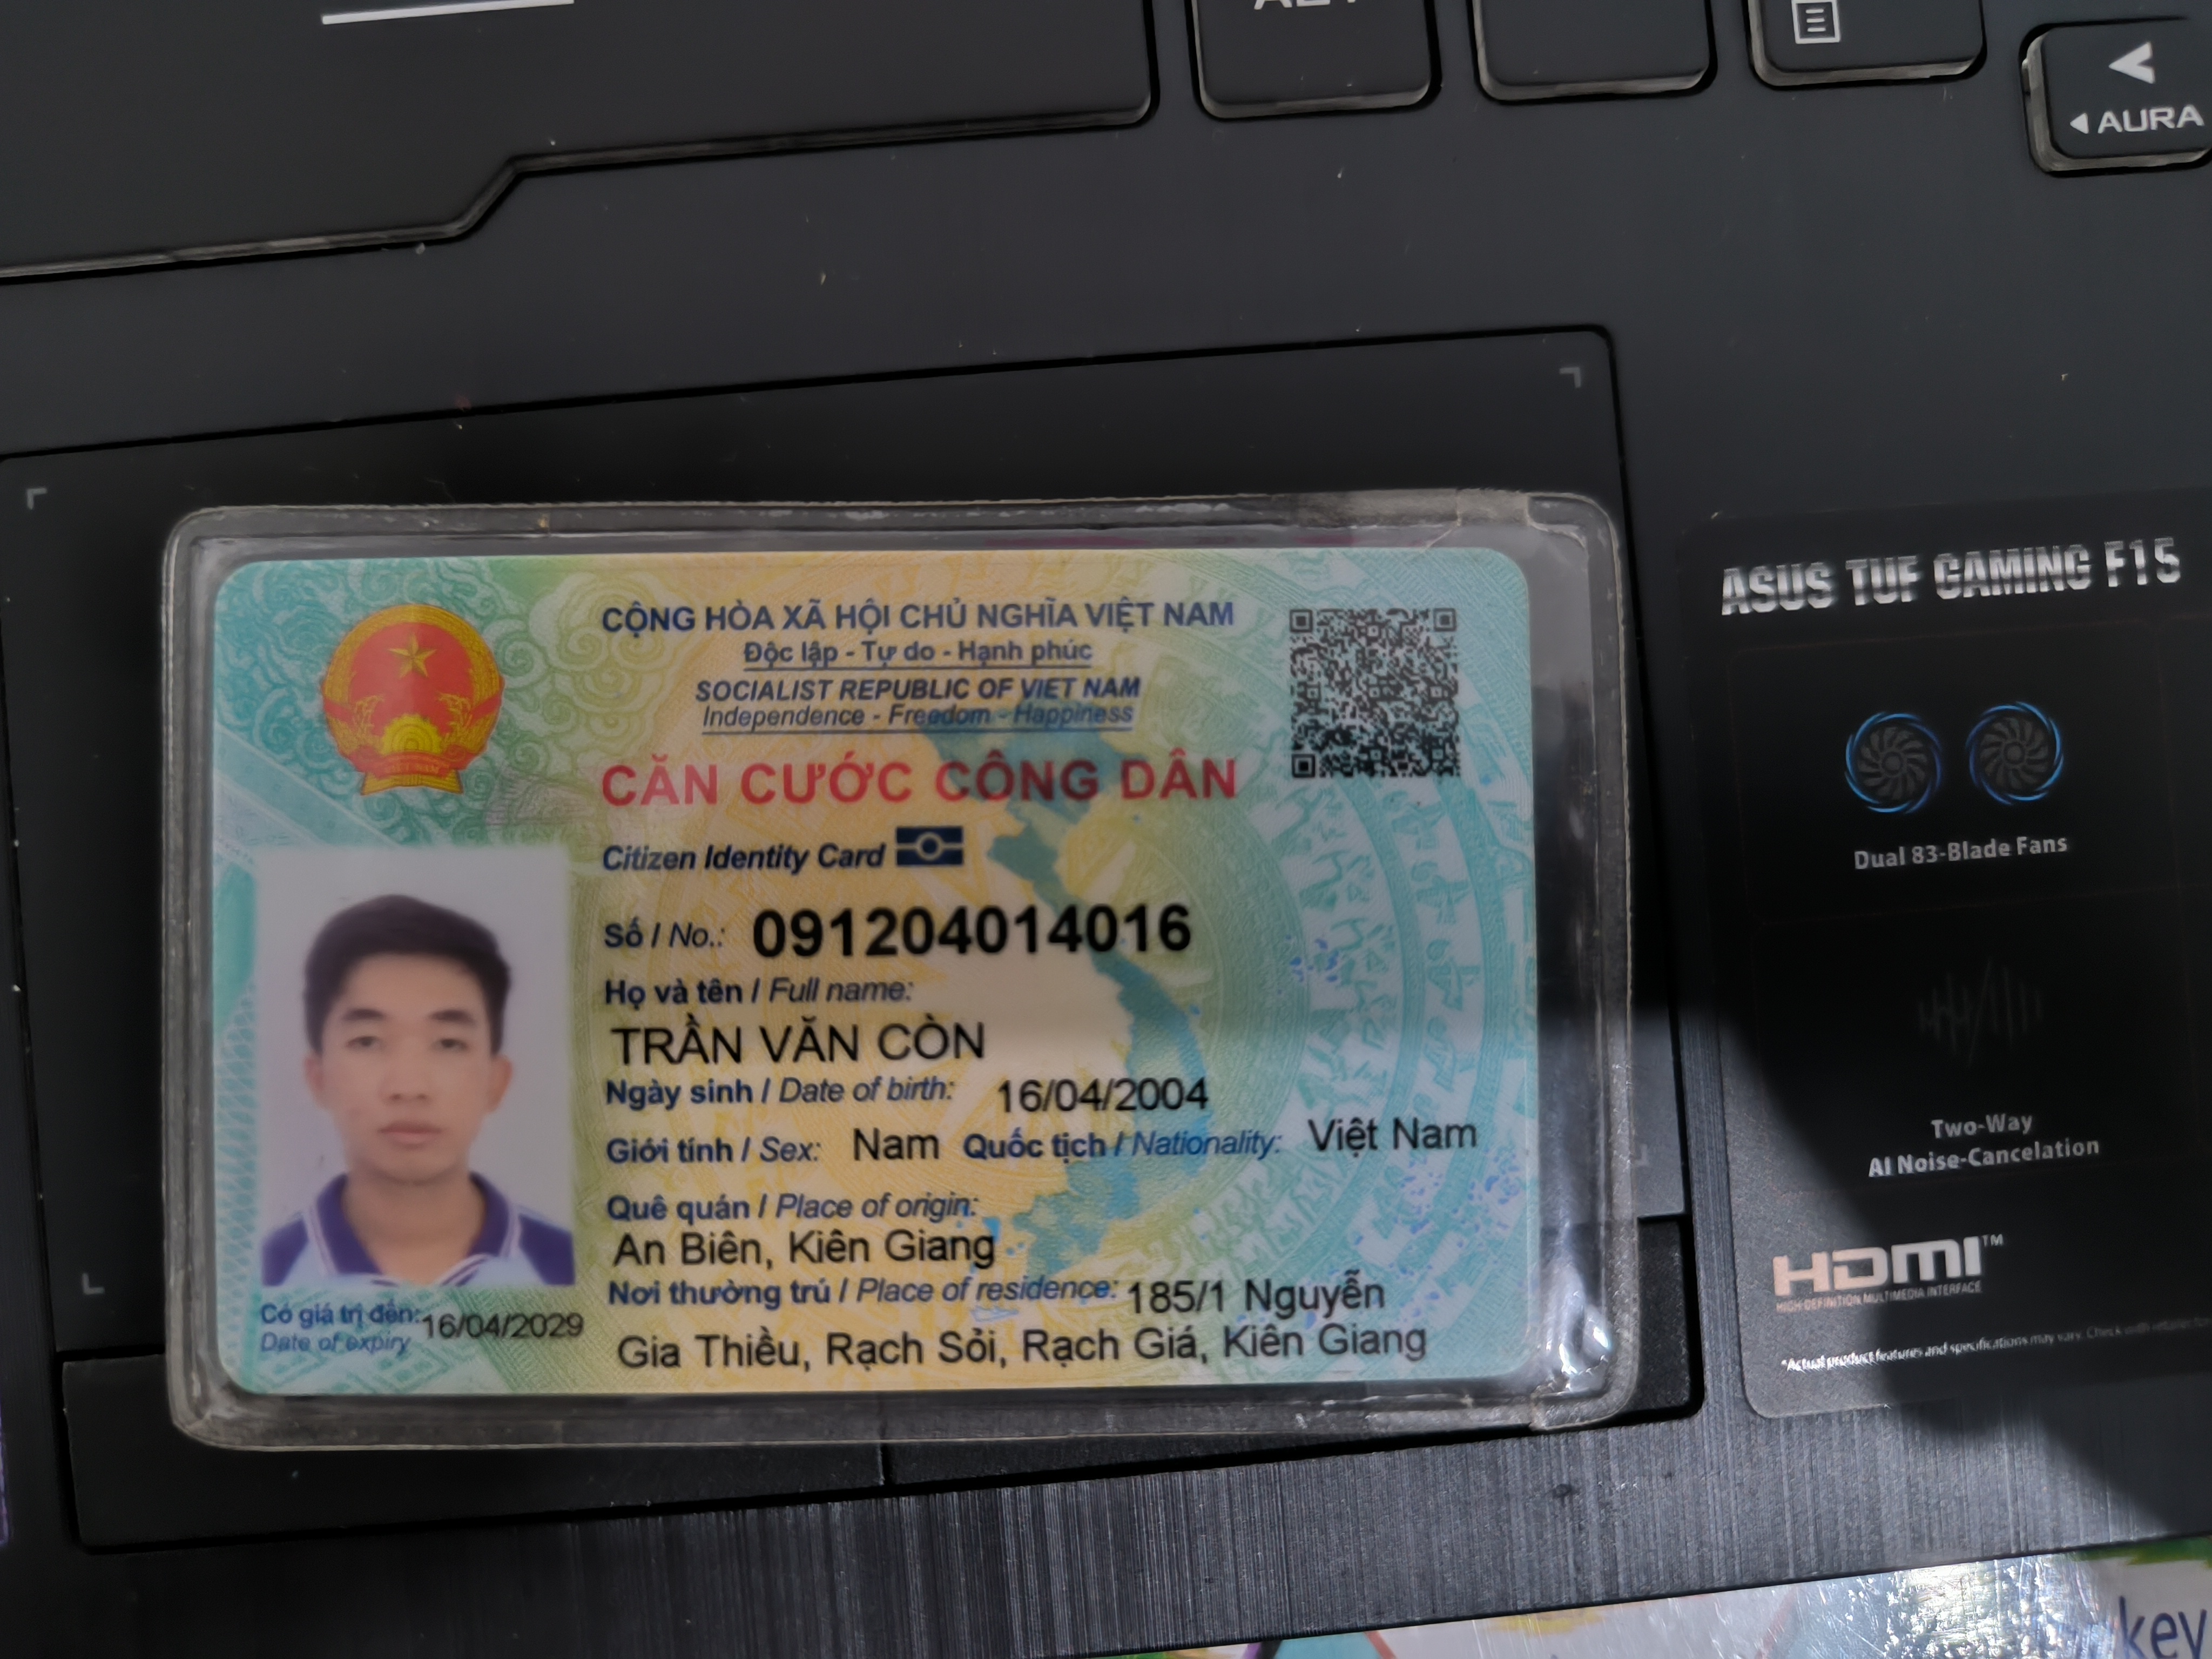 AURA
ASUS TUF GAMING F15
Dual 83-Blade Fans
Two-Way
AI Noise-Cancelation
HDMI™
HIGH-DEFINITION MULTIMEDIA INTERFACE
*Actual product features and specifications may vary. Check with retailer
CỘNG HÒA XÃ HỘI CHỦ NGHĨA VIỆT NAM
Độc lập - Tự do - Hạnh phúc
SOCIALIST REPUBLIC OF VIET NAM
Independence - Freedom - Happiness
CĂN CƯỚC CÔNG DÂN
Citizen Identity Card
Số / No.: 091204014016
Họ và tên / Full name:
TRẦN VĂN CÒN
Ngày sinh / Date of birth: 16/04/2004
Giới tính / Sex: Nam Quốc tịch / Nationality: Việt Nam
Quê quán / Place of origin:
An Biên, Kiên Giang
Nơi thường trú / Place of residence: 185/1 Nguyễn
Gia Thiều, Rạch Sỏi, Rạch Giá, Kiên Giang
Có giá trị đến: 16/04/2029
Date of expiry
key